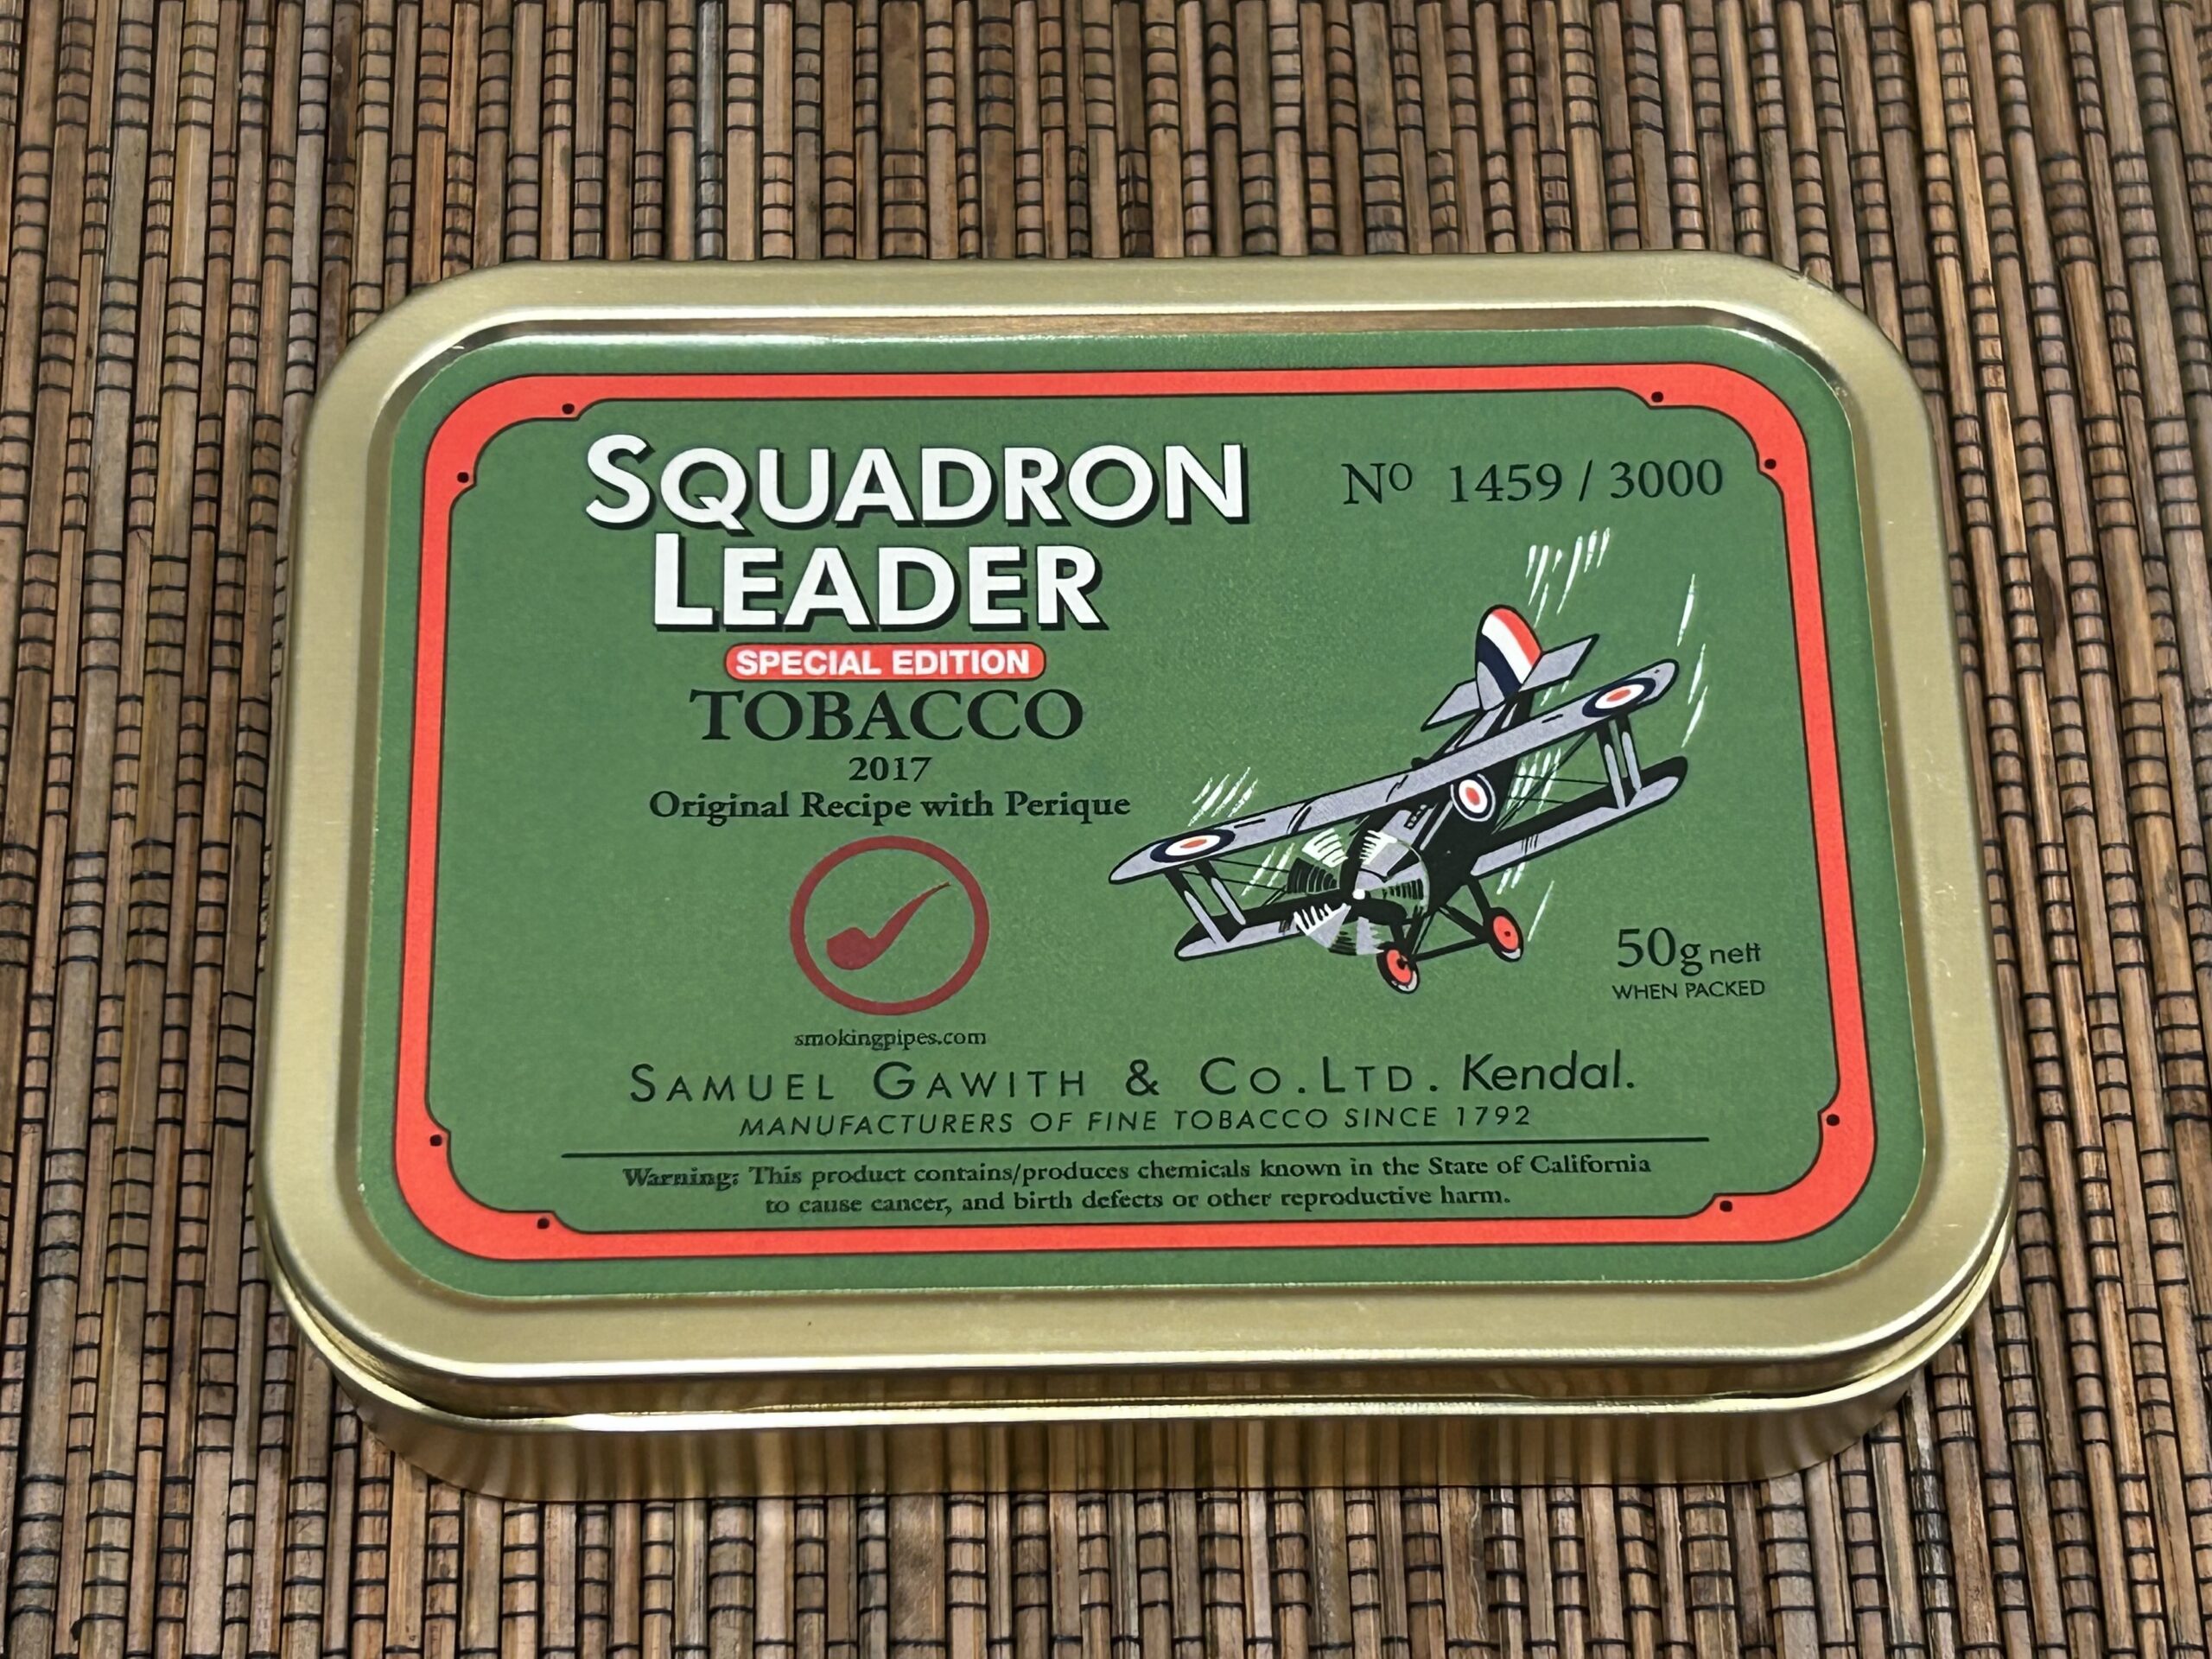 SQUADRON
LEADER
Nº 1459 / 3000
SPECIAL EDITION
TOBACCO
2017
Original Recipe with Perique
50g nett
WHEN PACKED
smokingpipes.com
SAMUEL GAWITH & CO.LTD. Kendal.
MANUFACTURERS OF FINE TOBACCO SINCE 1792
Warning: This product contains/produces chemicals known in the State of California
to cause cancer, and birth defects or other reproductive harm.